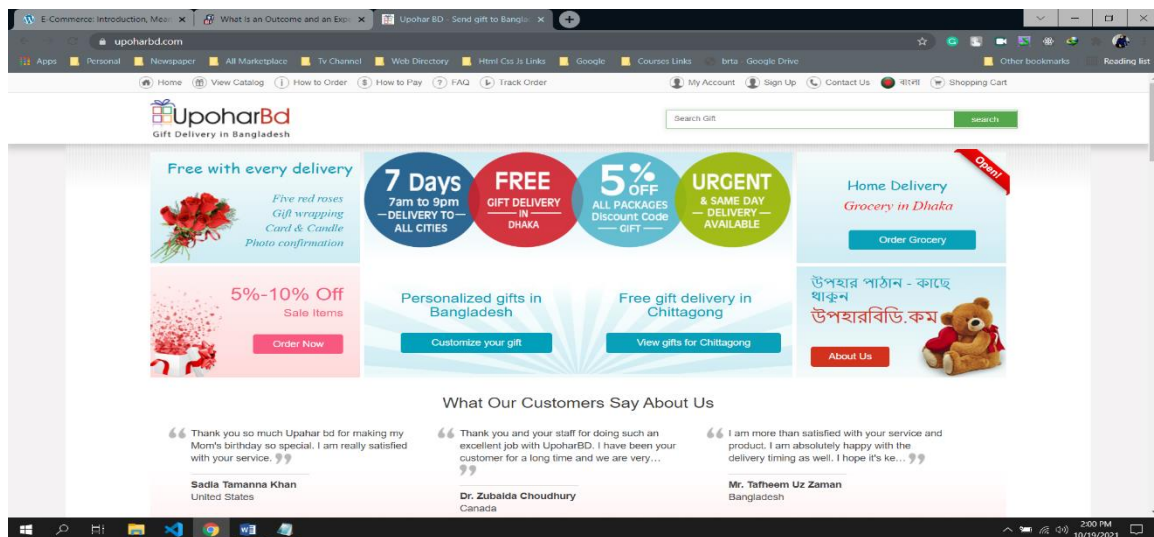 E-Commerce: Introduction, Mea
What is an Outcome and an Exp
Upohar BD - Send gift to Bangla
upoharbd.com
Apps Personal Newspaper All Marketplace Tv Channel Web Directory Html Css Js Links Google Courses Links brta - Google Drive Other bookmarks Reading list
Home View Catalog How to Order How to Pay FAQ Track Order My Account Sign Up Contact Us বাংলা Shopping Cart
UpoharBd
Gift Delivery in Bangladesh
Search Gift search
Free with every delivery
Five red roses
Gift wrapping
Card & Candle
Photo confirmation
7 Days
7am to 9pm
DELIVERY TO
ALL CITIES
FREE
GIFT DELIVERY
IN
DHAKA
5% OFF
ALL PACKAGES
Discount Code
GIFT
URGENT
& SAME DAY
DELIVERY
AVAILABLE
Open!
Home Delivery
Grocery in Dhaka
Order Grocery
5%-10% Off
Sale Items
Order Now
Personalized gifts in
Bangladesh
Customize your gift
Free gift delivery in
Chittagong
View gifts for Chittagong
উপহার পাঠান - কাছে
থাকুন
উপহারবিডি.কম
About Us
What Our Customers Say About Us
Thank you so much Upahar bd for making my
Mom's birthday so special. I am really satisfied
with your service.
Sadia Tamanna Khan
United States
Thank you and your staff for doing such an
excellent job with UpoharBD. I have been your
customer for a long time and we are very...
Dr. Zubaida Choudhury
Canada
I am more than satisfied with your service and
product. I am absolutely happy with the
delivery timing as well. I hope it's ke...
Mr. Tafheem Uz Zaman
Bangladesh
2:00 PM
10/19/2021